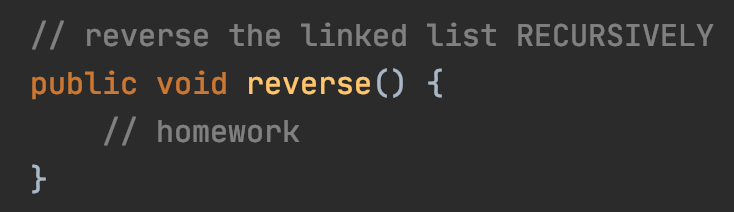 // reverse the linked list RECURSIVELY
public void reverse() {
    // homework
}